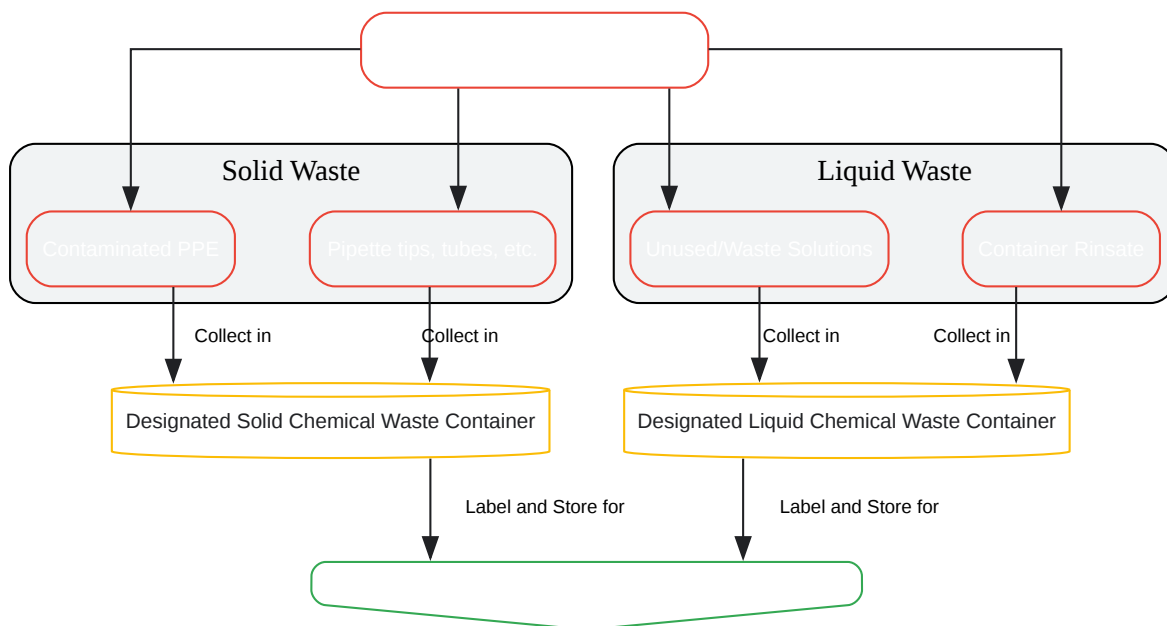 Solid Waste
Liquid Waste
Contaminated PPE
Pipette tips, tubes, etc.
Unused/Waste Solutions
Container Rinsate
Collect in
Collect in
Collect in
Collect in
Designated Solid Chemical Waste Container
Designated Liquid Chemical Waste Container
Label and Store for
Label and Store for